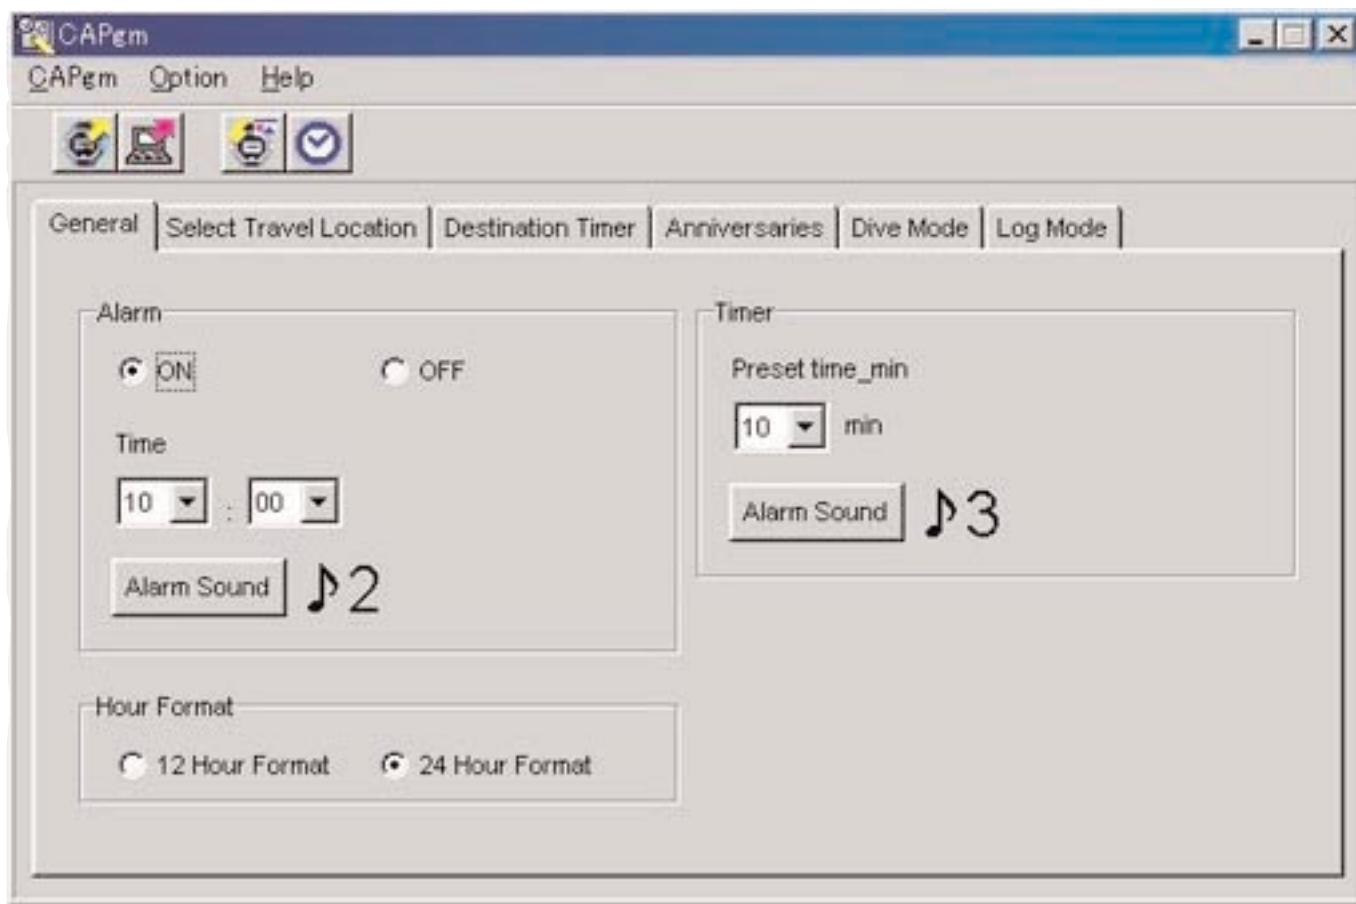 CAPgm
CAPgm Option Help
General Select Travel Location Destination Timer Anniversaries Dive Mode Log Mode
Alarm
ON OFF
Time
10 : 00
Alarm Sound ♪2
Timer
Preset time_min
10 min
Alarm Sound ♪3
Hour Format
12 Hour Format 24 Hour Format